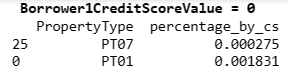 Borrower1CreditScoreValue = 0
PropertyType percentage_by_cs
25 PT07 0.000275
0 PT01 0.001831